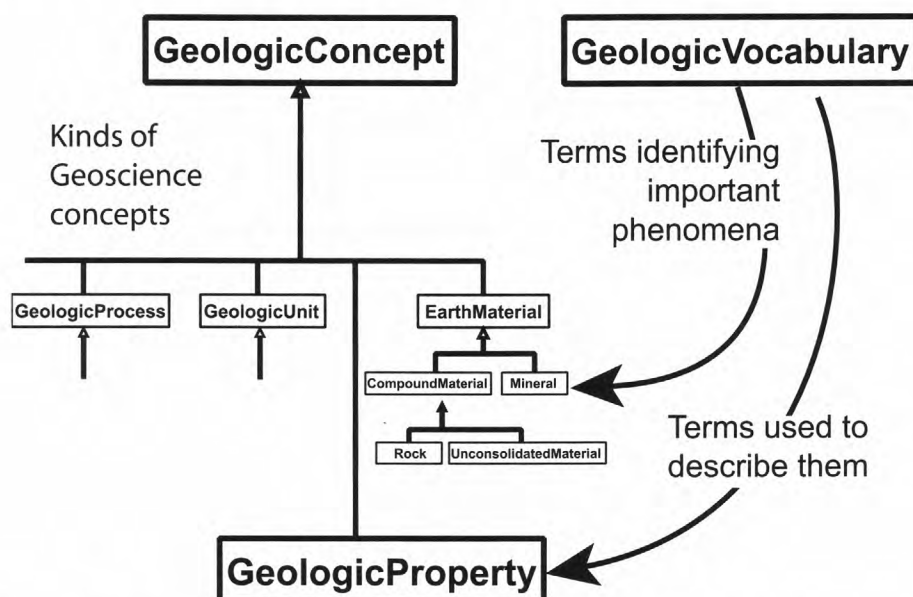 GeologicConcept
GeologicVocabulary
Kinds of
Geoscience
concepts
Terms identifying
important
phenomena
GeologicProcess
GeologicUnit
EarthMaterial
CompoundMaterial
Mineral
Rock
UnconsolidatedMaterial
Terms used to
describe them
GeologicProperty